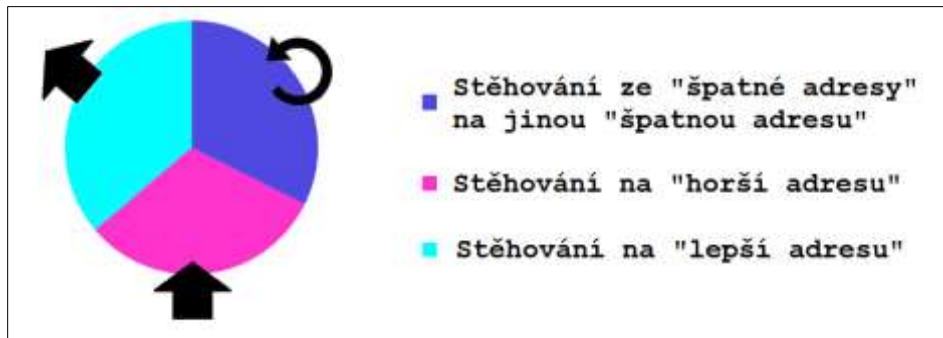 Stěhování ze "špatné adresy"
na jinou "špatnou adresu"
Stěhování na "horší adresu"
Stěhování na "lepší adresu"